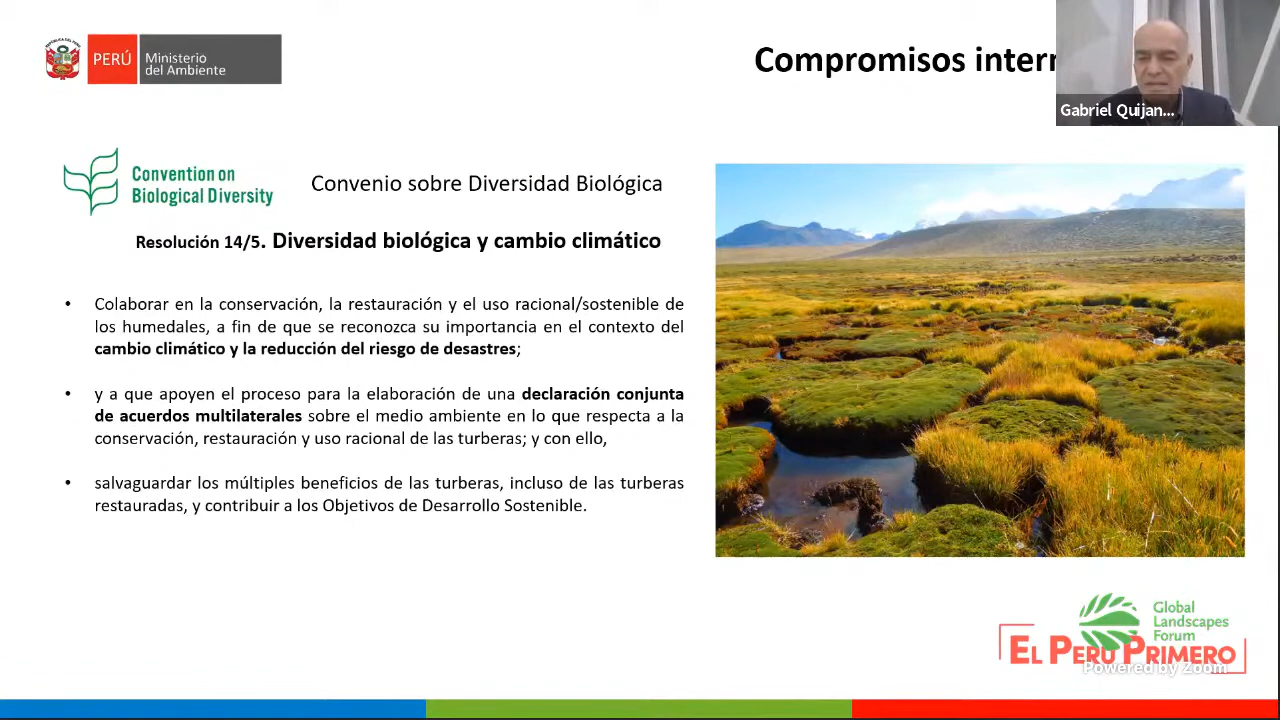 PERÚ
Ministerio
del Ambiente
Compromisos intern
Gabriel Quijan...
Convention on
Biological Diversity
Convenio sobre Diversidad Biológica
Resolución 14/5. Diversidad biológica y cambio climático
• Colaborar en la conservación, la restauración y el uso racional/sostenible de
los humedales, a fin de que se reconozca su importancia en el contexto del
cambio climático y la reducción del riesgo de desastres;
• y a que apoyen el proceso para la elaboración de una declaración conjunta
de acuerdos multilaterales sobre el medio ambiente en lo que respecta a la
conservación, restauración y uso racional de las turberas; y con ello,
• salvaguardar los múltiples beneficios de las turberas, incluso de las turberas
restauradas, y contribuir a los Objetivos de Desarrollo Sostenible.
Global
Landscapes
Forum
EL PERÚ PRIMERO
Powered by Zoom